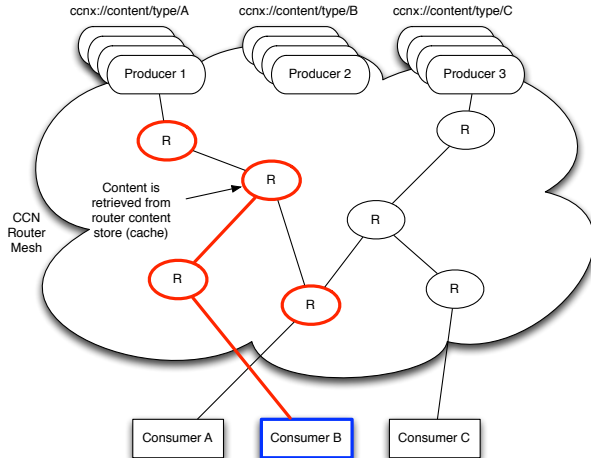 ccnx://content/type/A
ccnx://content/type/B
ccnx://content/type/C
Producer 1
Producer 2
Producer 3
R
R
R
Content is
retrieved from
router content
store (cache)
CCN
Router
Mesh
R
R
R
R
Consumer A
Consumer B
Consumer C